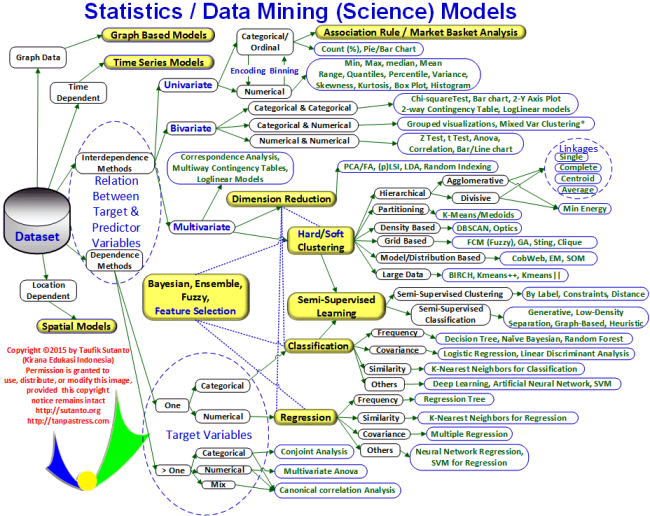 Statistics / Data Mining (Science) Models
Graph Based Models
Graph Data
Time Series Models
Time
Dependent
Categorical/
Ordinal
Association Rule / Market Basket Analysis
Count (%), Pie/Bar Chart
Univariate
Encoding Binning
Numerical
Min, Max, median, Mean
Range, Quantiles, Percentile, Variance,
Skewness, Kurtosis, Box Plot, Histogram
Bivariate
Categorical & Categorical
Chi-squareTest, Bar chart, 2-Y Axis Plot
2-way Contingency Table, LogLinear models
Categorical & Numerical
Grouped visualizations, Mixed Var Clustering*
Numerical & Numerical
Z Test, t Test, Anova,
Correlation, Bar/Line chart
Interdependence
Methods
Correspondence Analysis,
Multiway Contingency Tables,
Loglinear Models
PCA/FA, (p)LSI, LDA, Random Indexing
Dimension Reduction
Multivariate
Relation
Between
Target &
Predictor
Variables
Dataset
Dependence
Methods
Location
Dependent
Spatial Models
Hard/Soft
Clustering
Hierarchical
Agglomerative
Divisive
Linkages
Single
Complete
Centroid
Average
Min Energy
Partitioning
K-Means/Medoids
Density Based
DBSCAN, Optics
Grid Based
FCM (Fuzzy), GA, Sting, Clique
Model/Distribution Based
CobWeb, EM, SOM
Large Data
BIRCH, Kmeans++, Kmeans||
Bayesian, Ensemble,
Fuzzy,
Feature Selection
Semi-Supervised
Learning
Semi-Supervised Clustering
By Label, Constraints, Distance
Semi-Supervised
Classification
Generative, Low-Density
Separation, Graph-Based, Heuristic
Classification
Frequency
Decision Tree, Naïve Bayesian, Random Forest
Covariance
Logistic Regression, Linear Discriminant Analysis
Similarity
K-Nearest Neighbors for Classification
Others
Deep Learning, Artificial Neural Network, SVM
Regression
Frequency
Regression Tree
Similarity
K-Nearest Neighbors for Regression
Covariance
Multiple Regression
Others
Neural Network Regression,
SVM for Regression
One
Categorical
Numerical
Target Variables
> One
Categorical
Conjoint Analysis
Numerical
Multivariate Anova
Mix
Canonical correlation Analysis
Copyright ©2015 by Taufik Sutanto
(Kirana Edukasi Indonesia)
Permission is granted to
use, distribute, or modify this image,
provided this copyright
notice remains intact
http://sutanto.org
http://tanpastress.com